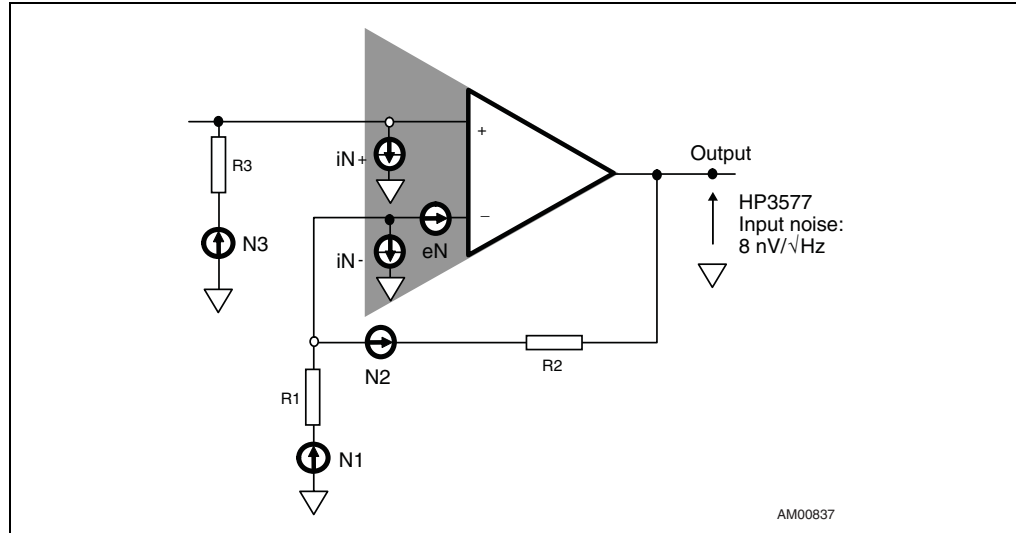 R3
iN+
+
Output
HP3577
Input noise:
8 nV/√Hz
N3
iN-
eN
−
N2
R2
R1
N1
AM00837